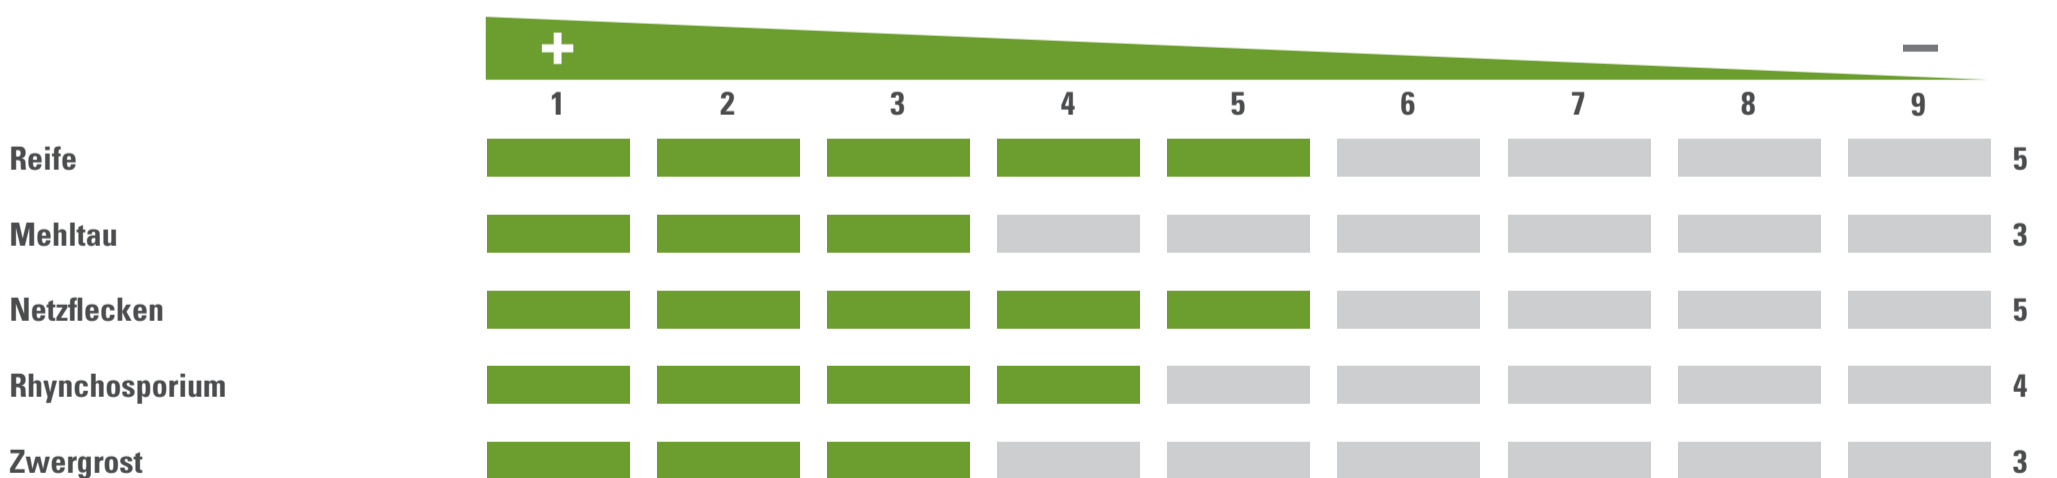 + −
1 2 3 4 5 6 7 8 9
Reife 5
Mehltau 3
Netzflecken 5
Rhynchosporium 4
Zwergrost 3